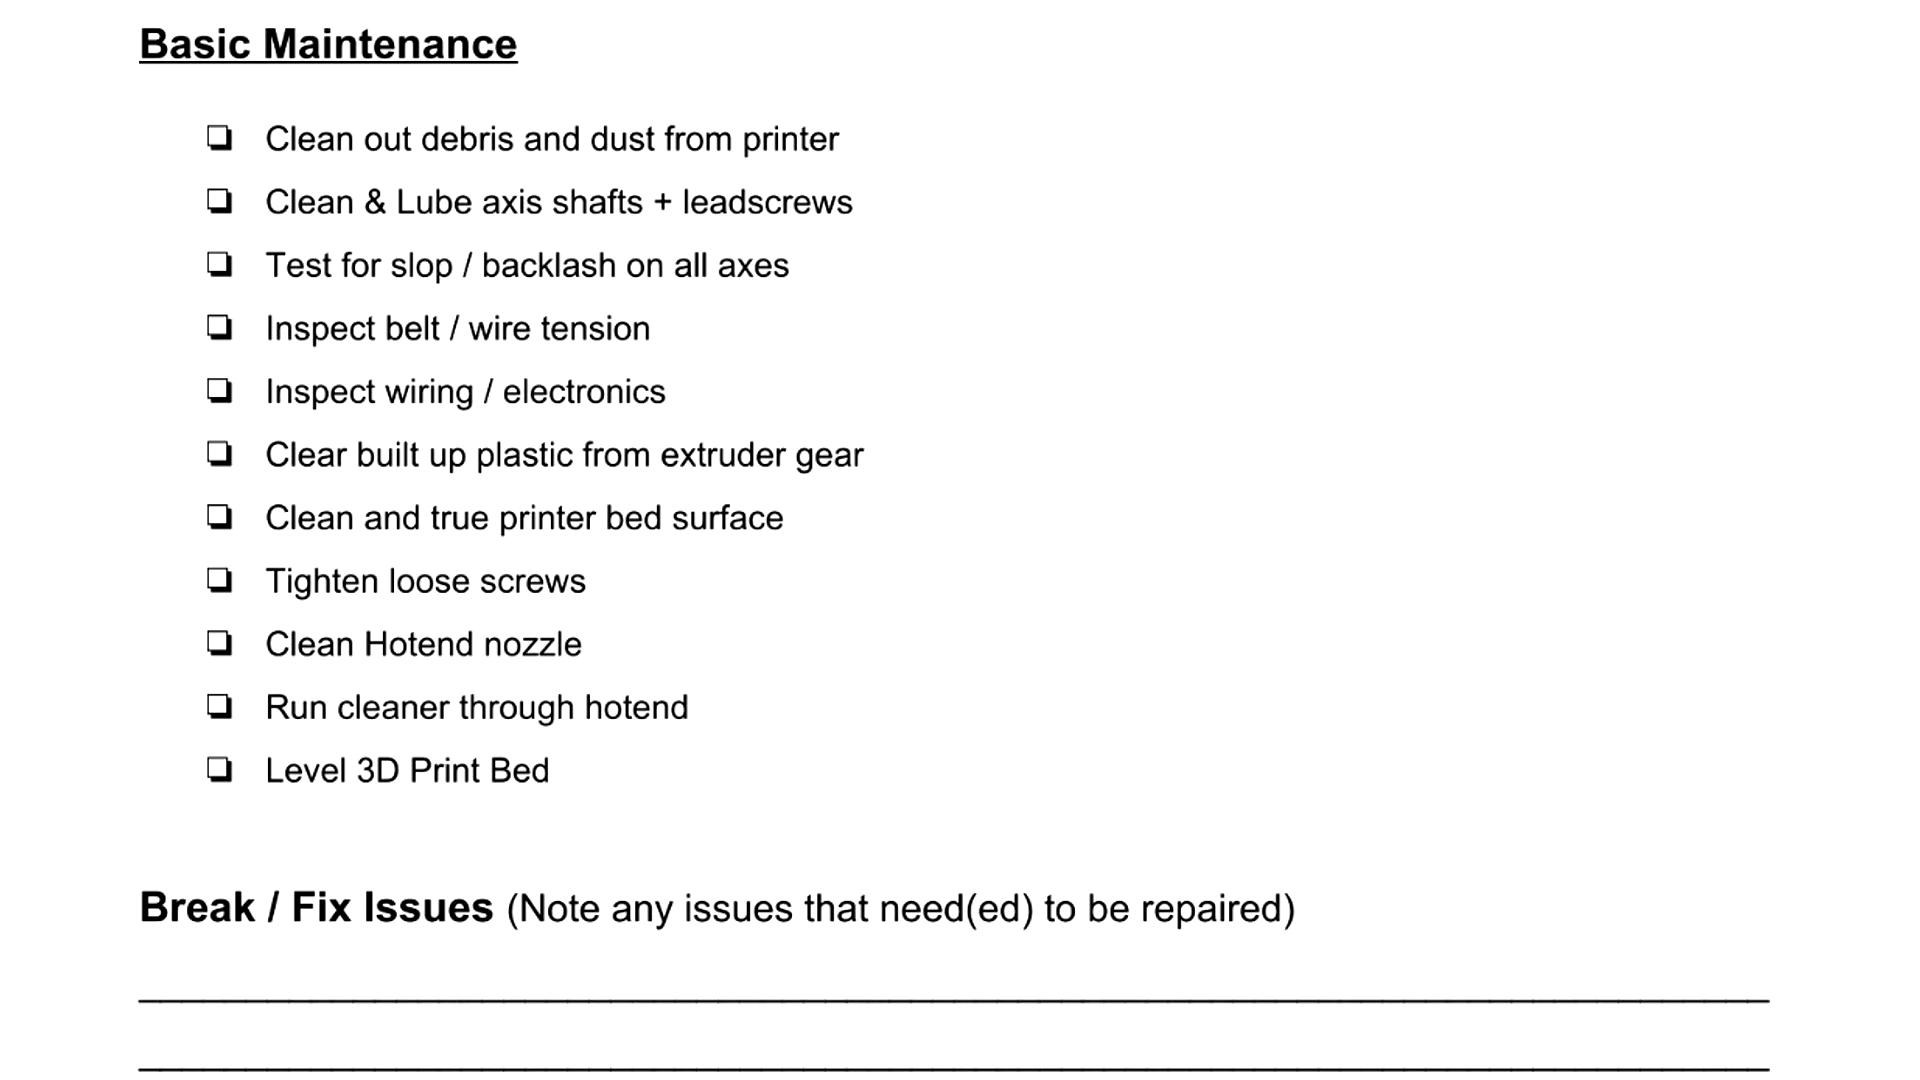 Basic Maintenance
❏ Clean out debris and dust from printer
❏ Clean & Lube axis shafts + leadscrews
❏ Test for slop / backlash on all axes
❏ Inspect belt / wire tension
❏ Inspect wiring / electronics
❏ Clear built up plastic from extruder gear
❏ Clean and true printer bed surface
❏ Tighten loose screws
❏ Clean Hotend nozzle
❏ Run cleaner through hotend
❏ Level 3D Print Bed
Break / Fix Issues (Note any issues that need(ed) to be repaired)